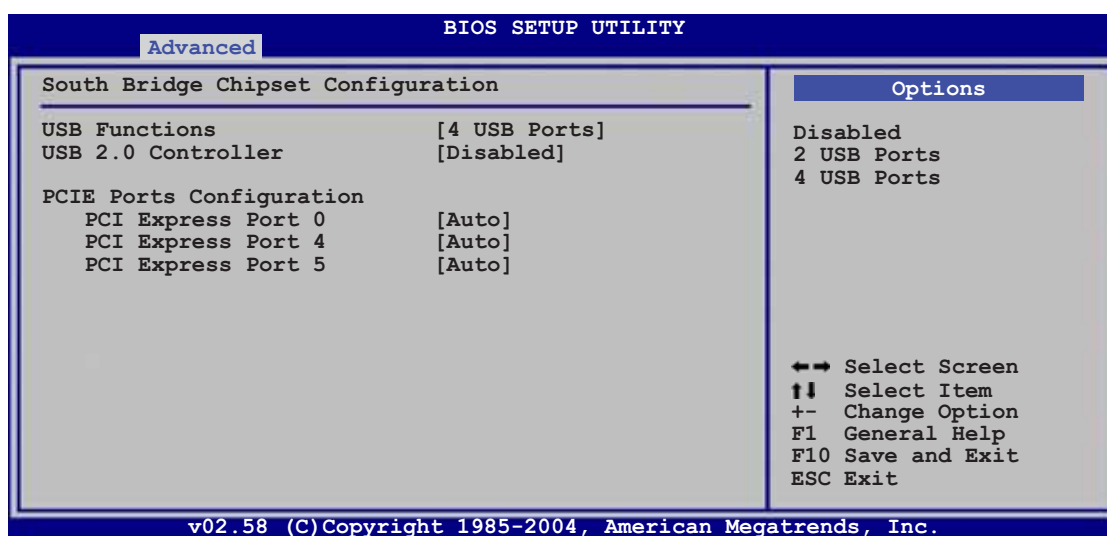 BIOS SETUP UTILITY
Advanced
South Bridge Chipset Configuration
USB Functions [4 USB Ports]
USB 2.0 Controller [Disabled]
PCIE Ports Configuration
PCI Express Port 0 [Auto]
PCI Express Port 4 [Auto]
PCI Express Port 5 [Auto]
Options
Disabled
2 USB Ports
4 USB Ports
←→ Select Screen
↑↓ Select Item
+- Change Option
F1 General Help
F10 Save and Exit
ESC Exit
v02.58 (C)Copyright 1985-2004, American Megatrends, Inc.